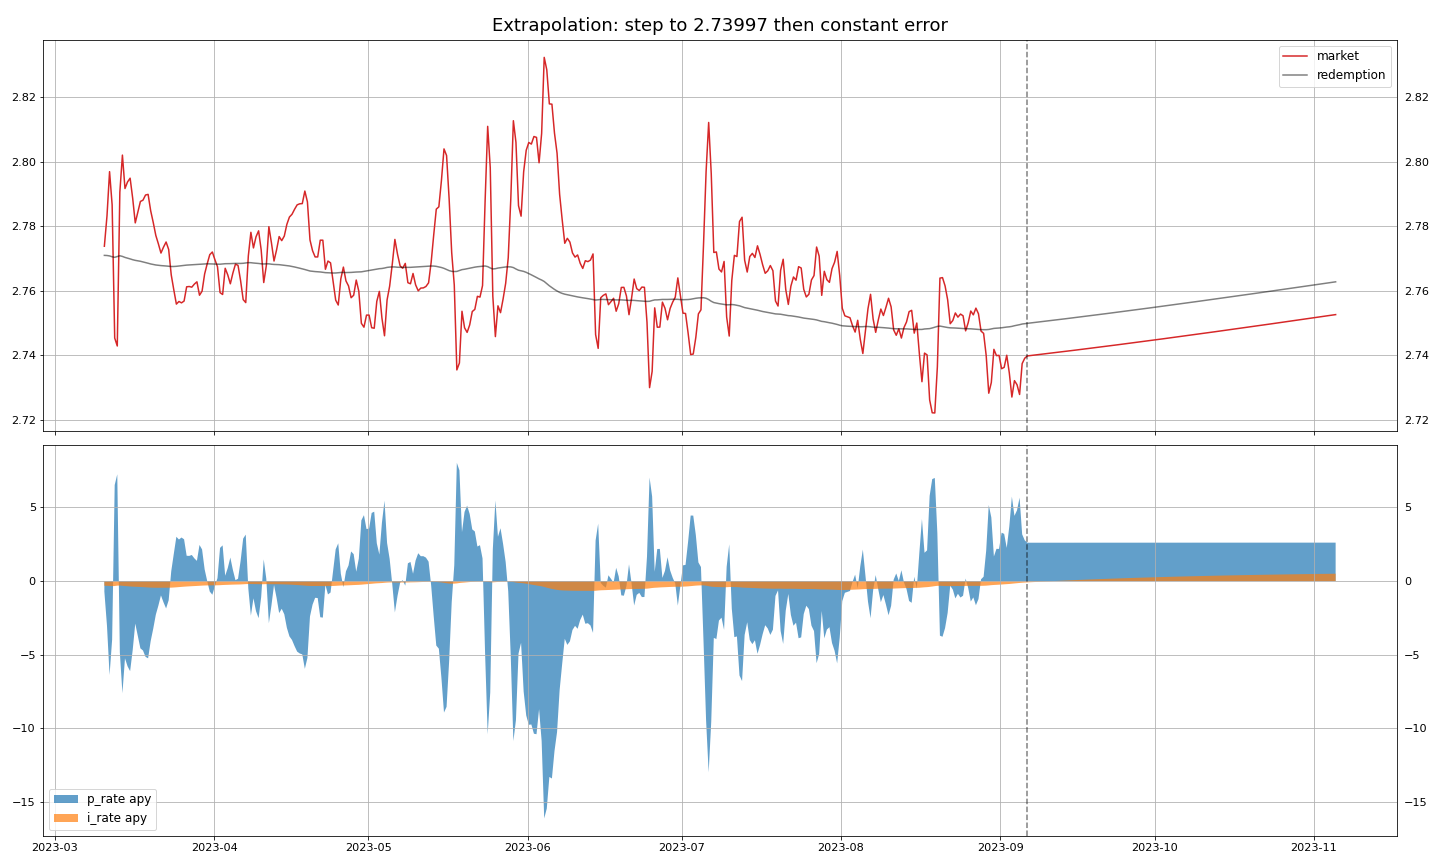 Extrapolation: step to 2.73997 then constant error
market
redemption
2.82 2.82
2.80 2.80
2.78 2.78
2.76 2.76
2.74 2.74
2.72 2.72
5 5
0 0
−5 −5
−10 −10
−15 −15
p_rate apy
i_rate apy
2023-03 2023-04 2023-05 2023-06 2023-07 2023-08 2023-09 2023-10 2023-11